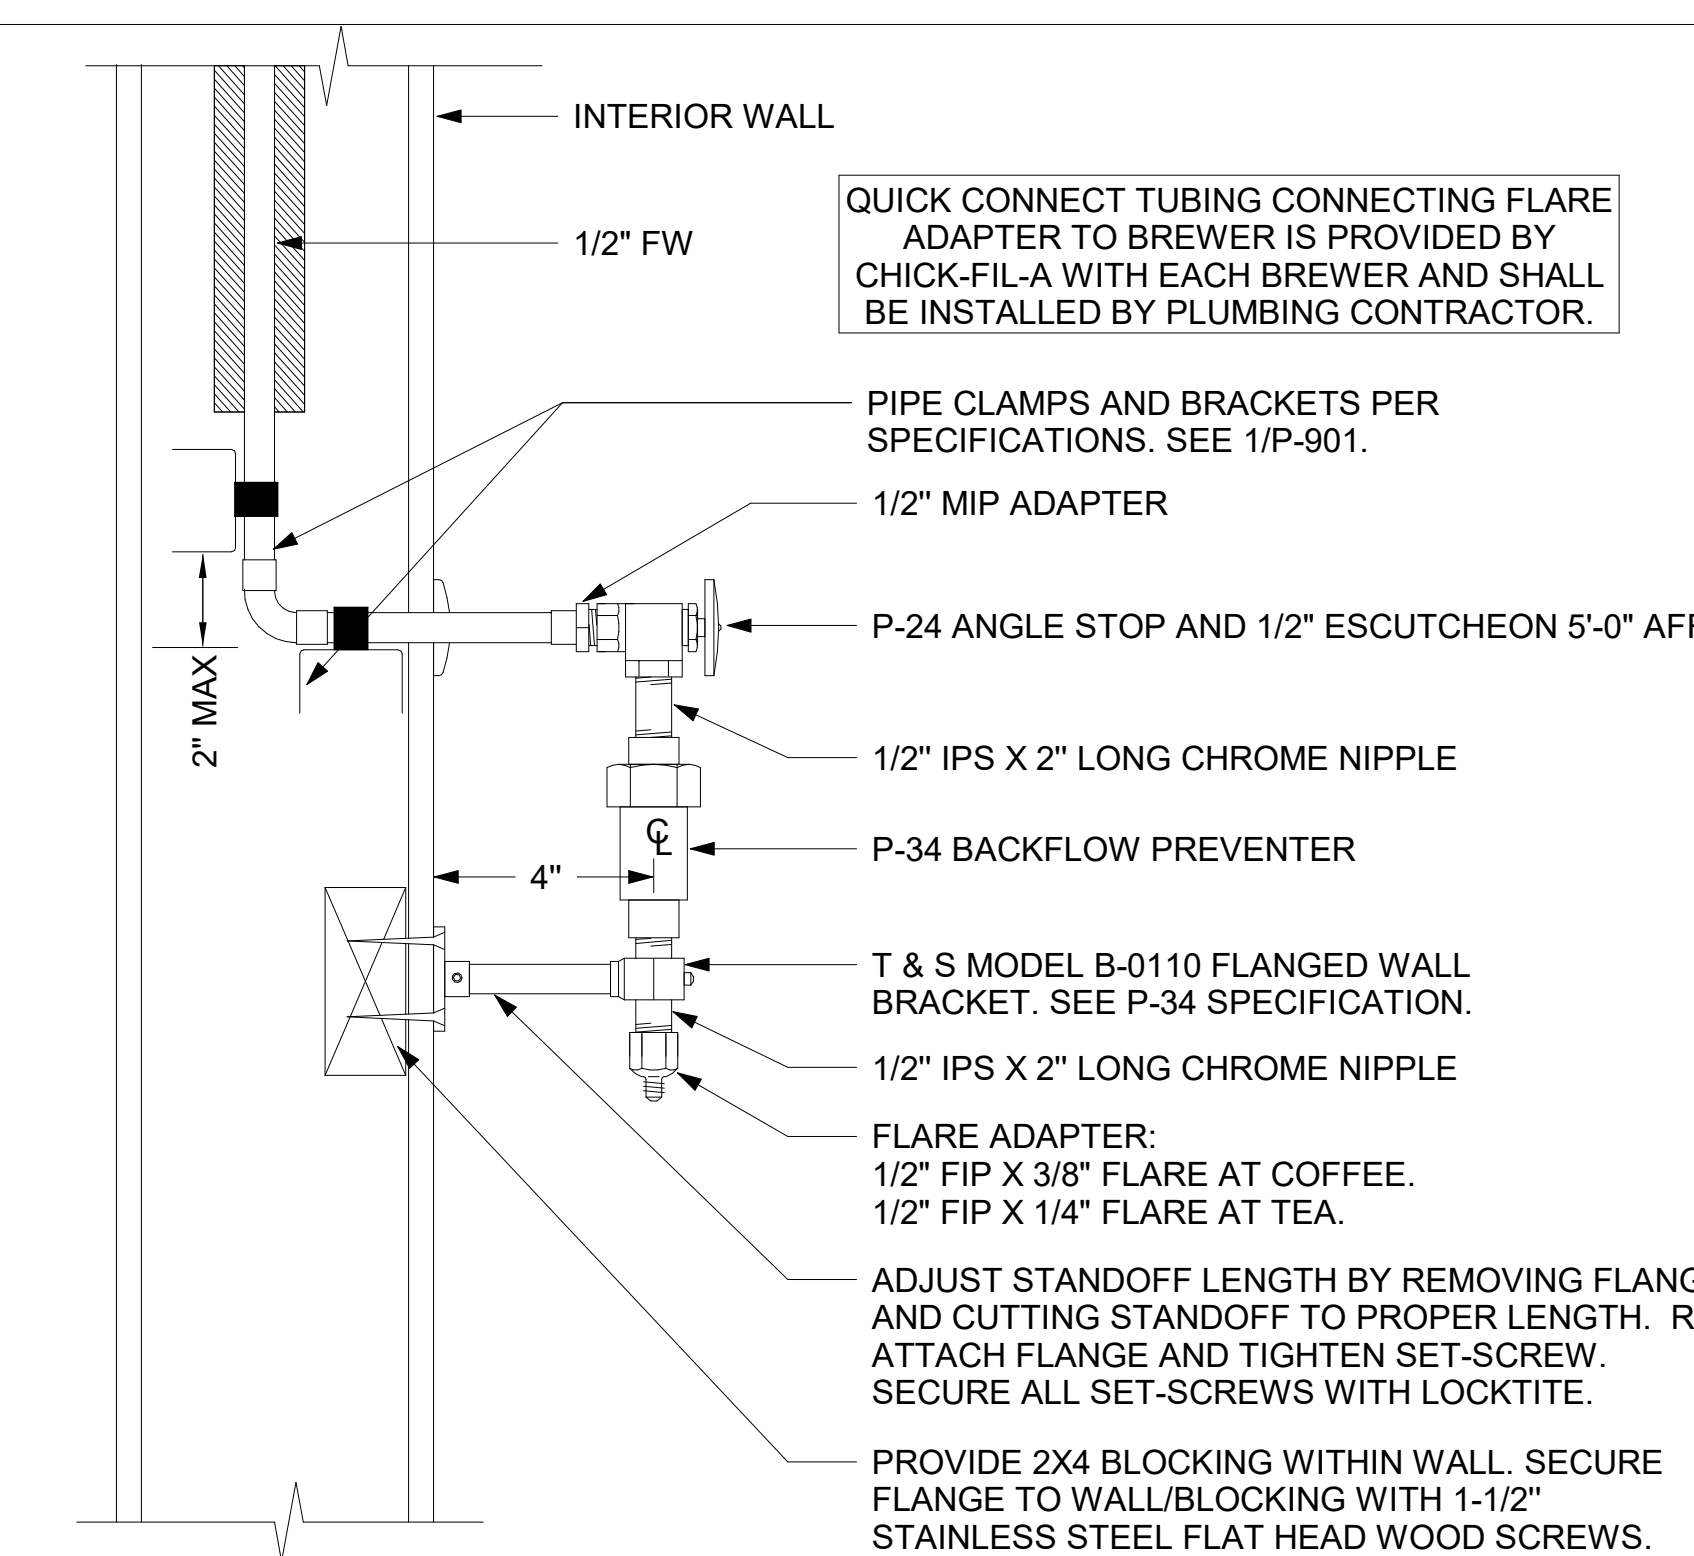 INTERIOR WALL
QUICK CONNECT TUBING CONNECTING FLARE
ADAPTER TO BREWER IS PROVIDED BY
CHICK-FIL-A WITH EACH BREWER AND SHALL
BE INSTALLED BY PLUMBING CONTRACTOR.
1/2" FW
PIPE CLAMPS AND BRACKETS PER
SPECIFICATIONS. SEE 1/P-901.
1/2" MIP ADAPTER
P-24 ANGLE STOP AND 1/2" ESCUTCHEON 5'-0"
2" MAX
1/2" IPS X 2" LONG CHROME NIPPLE
CL
P-34 BACKFLOW PREVENTER
4"
T & S MODEL B-0110 FLANGED WALL
BRACKET. SEE P-34 SPECIFICATION.
1/2" IPS X 2" LONG CHROME NIPPLE
FLARE ADAPTER:
1/2" FIP X 3/8" FLARE AT COFFEE.
1/2" FIP X 1/4" FLARE AT TEA.
ADJUST STANDOFF LENGTH BY REMOVING
AND CUTTING STANDOFF TO PROPER LENGTH.
ATTACH FLANGE AND TIGHTEN SET-SCREW.
SECURE ALL SET-SCREWS WITH LOCKTITE.
PROVIDE 2X4 BLOCKING WITHIN WALL. SECURE
FLANGE TO WALL/BLOCKING WITH 1-1/2"
STAINLESS STEEL FLAT HEAD WOOD SCREWS.